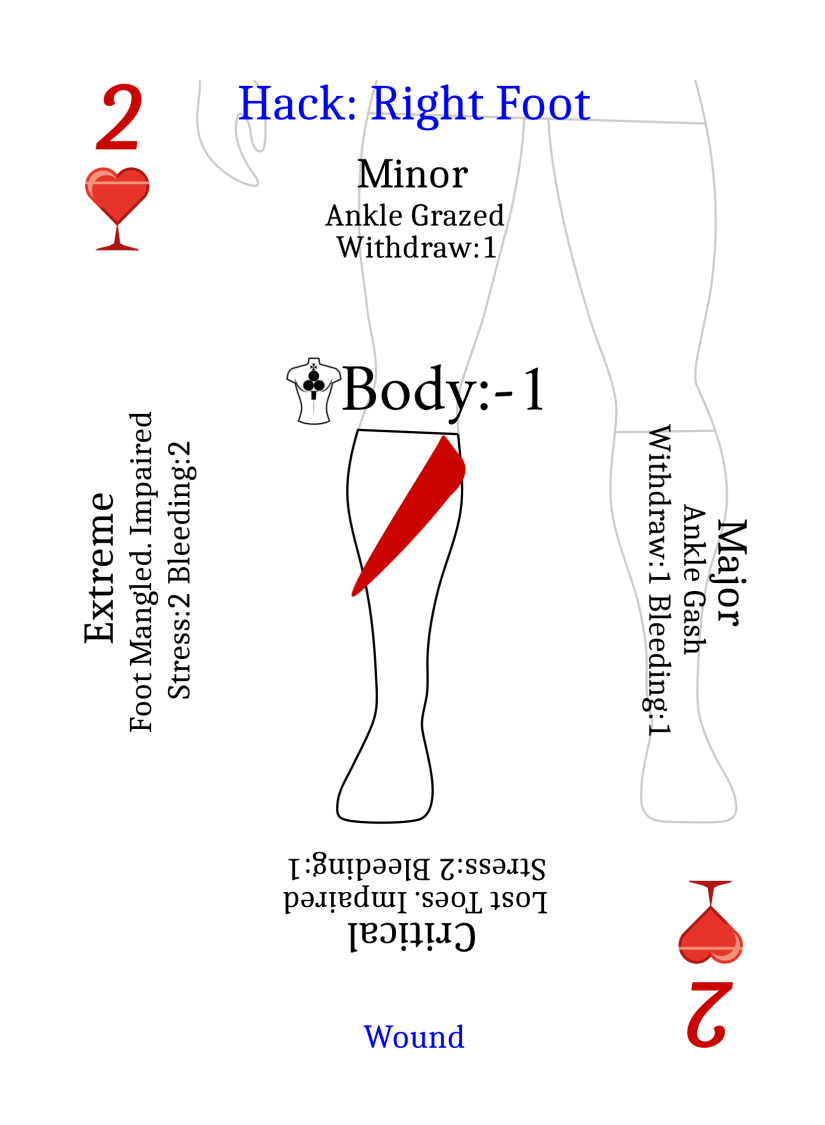 2
Hack: Right Foot
Minor
Ankle Grazed
Withdraw:1
Body:-1
Major
Ankle Gash
Withdraw:1 Bleeding:1
Critical
Lost Toes. Impaired
Stress:2 Bleeding:1
Extreme
Foot Mangled. Impaired
Stress:2 Bleeding:2
Wound
2